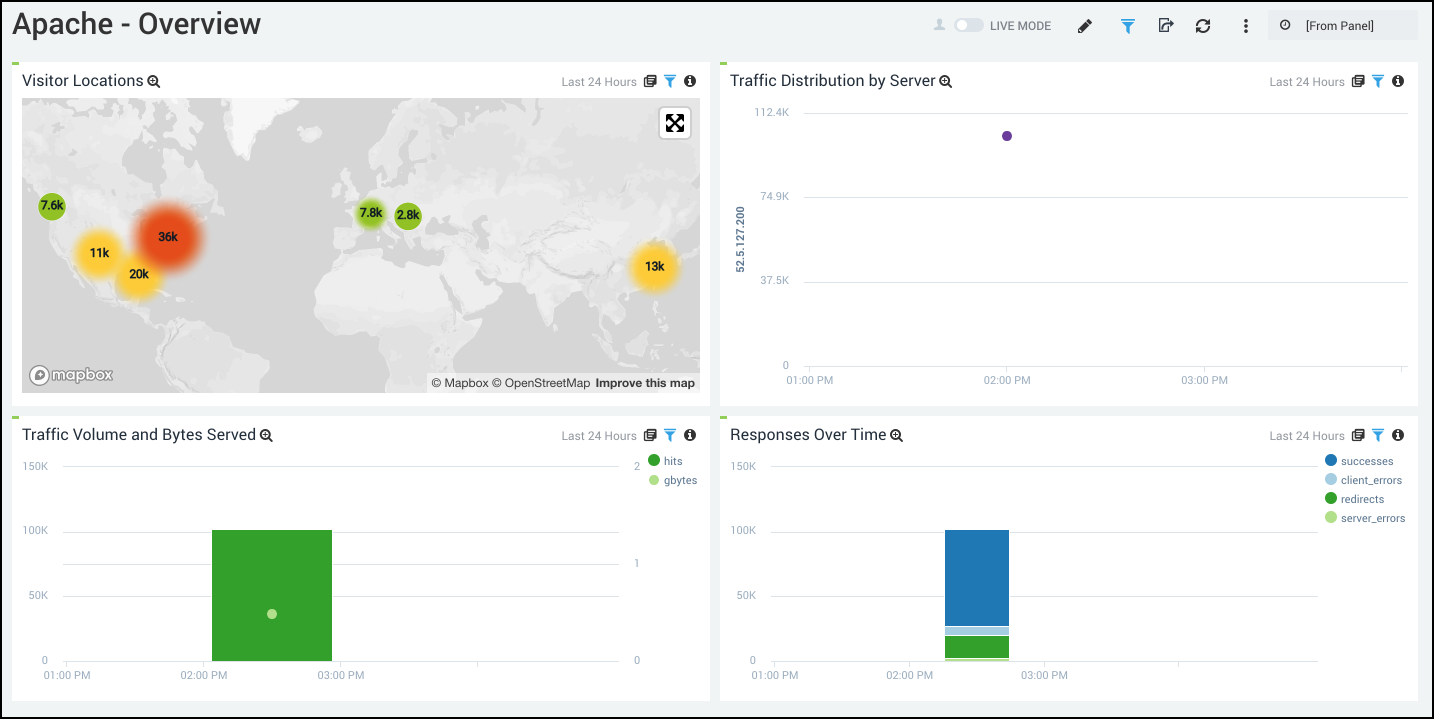 Apache - Overview
LIVE MODE
[From Panel]
Visitor Locations
Last 24 Hours
7.6k
11k
20k
36k
7.8k
2.8k
13k
mapbox
© Mapbox © OpenStreetMap Improve this map
Traffic Distribution by Server
Last 24 Hours
52.5.127.200
112.4K
74.9K
37.5K
0
01:00 PM 02:00 PM 03:00 PM
Traffic Volume and Bytes Served
Last 24 Hours
150K
100K
50K
0
2
1
0
01:00 PM 02:00 PM 03:00 PM
hits
gbytes
Responses Over Time
Last 24 Hours
150K
100K
50K
0
01:00 PM 02:00 PM 03:00 PM
successes
client_errors
redirects
server_errors